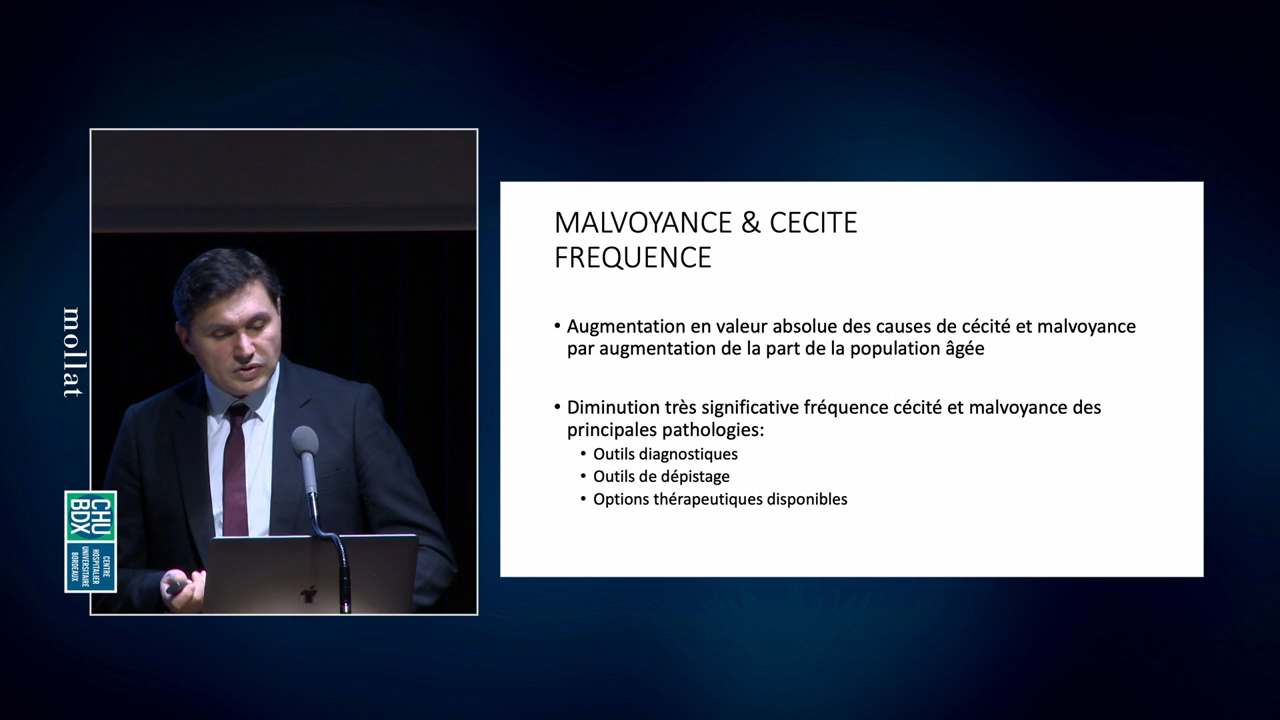 mollat
CHU
BDX
CENTRE
HOSPITALIER
UNIVERSITAIRE
BORDEAUX
MALVOYANCE & CECITE
FREQUENCE
• Augmentation en valeur absolue des causes de cécité et malvoyance
par augmentation de la part de la population âgée
• Diminution très significative fréquence cécité et malvoyance des
principales pathologies:
• Outils diagnostiques
• Outils de dépistage
• Options thérapeutiques disponibles